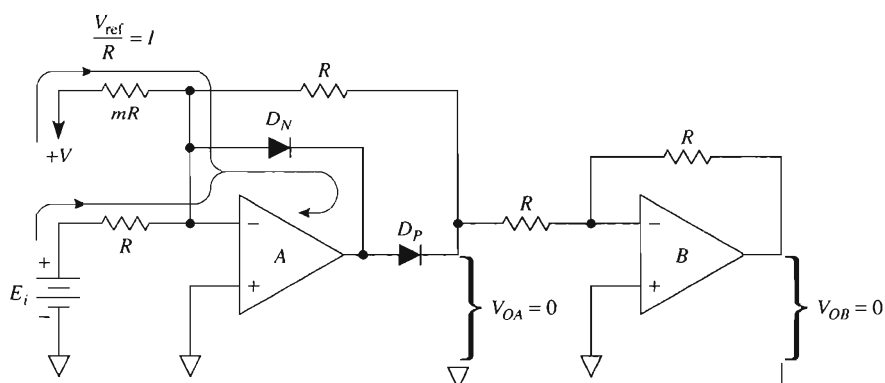 V_ref / R = I
R
mR
D_N
+V
R
R
−
A
+
D_P
R
−
B
+
+
E_i
−
V_OA = 0
V_OB = 0